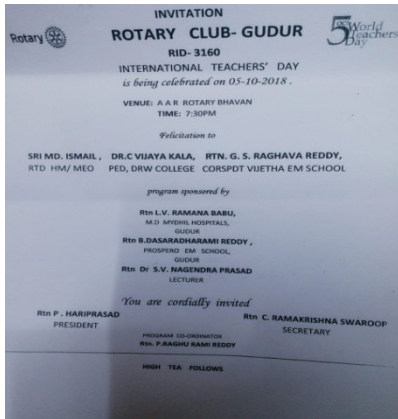 INVITATION
Rotary
ROTARY CLUB- GUDUR
5 World Teachers Day
RID- 3160
INTERNATIONAL TEACHERS' DAY
is being celebrated on 05-10-2018 .
VENUE: A A R ROTARY BHAVAN
TIME: 7:30PM
Felicitation to
SRI MD. ISMAIL , DR.C VIJAYA KALA, RTN. G. S. RAGHAVA REDDY,
RTD HM/ MEO PED, DRW COLLEGE CORSPDT VIJETHA EM SCHOOL
program sponsored by
Rtn L.V. RAMANA BABU,
M.D MYDHIL HOSPITALS,
GUDUR
Rtn B.DASARADHARAMI REDDY ,
PROSPERO EM SCHOOL,
GUDUR
Rtn Dr S.V. NAGENDRA PRASAD
LECTURER
You are cordially invited
Rtn P . HARIPRASAD
PRESIDENT
Rtn C. RAMAKRISHNA SWAROOP
SECRETARY
PROGRAM CO-ORDINATOR
Rtn. P.RAGHU RAMI REDDY
HIGH TEA FOLLOWS